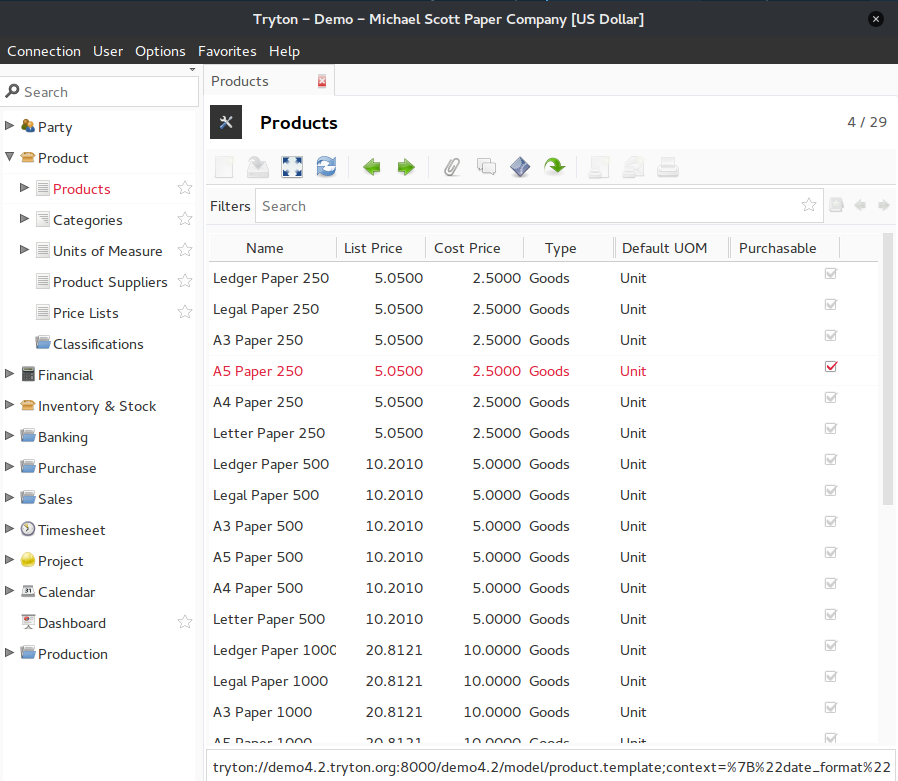 Tryton – Demo – Michael Scott Paper Company [US Dollar]
Connection User Options Favorites Help
Search
Party
Product
Products
Categories
Units of Measure
Product Suppliers
Price Lists
Classifications
Financial
Inventory & Stock
Banking
Purchase
Sales
Timesheet
Project
Calendar
Dashboard
Production
Products
Products
4 / 29
Filters Search
Name List Price Cost Price Type Default UOM Purchasable
Ledger Paper 250 5.0500 2.5000 Goods Unit
Legal Paper 250 5.0500 2.5000 Goods Unit
A3 Paper 250 5.0500 2.5000 Goods Unit
A5 Paper 250 5.0500 2.5000 Goods Unit
A4 Paper 250 5.0500 2.5000 Goods Unit
Letter Paper 250 5.0500 2.5000 Goods Unit
Ledger Paper 500 10.2010 5.0000 Goods Unit
Legal Paper 500 10.2010 5.0000 Goods Unit
A3 Paper 500 10.2010 5.0000 Goods Unit
A5 Paper 500 10.2010 5.0000 Goods Unit
A4 Paper 500 10.2010 5.0000 Goods Unit
Letter Paper 500 10.2010 5.0000 Goods Unit
Ledger Paper 1000 20.8121 10.0000 Goods Unit
Legal Paper 1000 20.8121 10.0000 Goods Unit
A3 Paper 1000 20.8121 10.0000 Goods Unit
A5 Paper 1000 20.8121 10.0000 Goods Unit
tryton://demo4.2.tryton.org:8000/demo4.2/model/product.template;context=%7B%22date_format%22